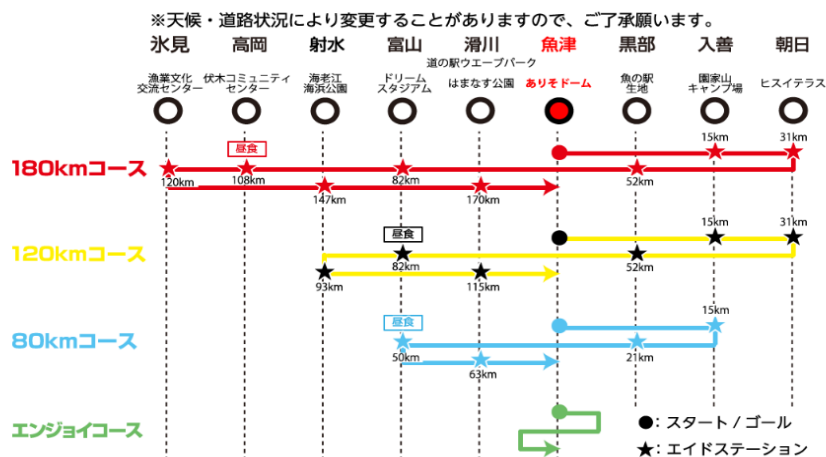 ※天候・道路状況により変更することがありますので、ご了承願います。
氷見 高岡 射水 富山 滑川 魚津 黒部 入善 朝日
道の駅ウエーブパーク
漁業文化 伏木コミュニティ 海老江 ドリーム はまなす公園 ありそドーム 魚の駅 園家山 ヒスイテラス
交流センター センター 海浜公園 スタジアム 生地 キャンプ場
昼食 15km 31km
180kmコース
120km 108km 82km 52km
147km 170km
昼食 15km 31km
120kmコース
82km 52km
93km 115km
昼食 15km
80kmコース
50km 21km
63km
エンジョイコース
●：スタート / ゴール
★：エイドステーション